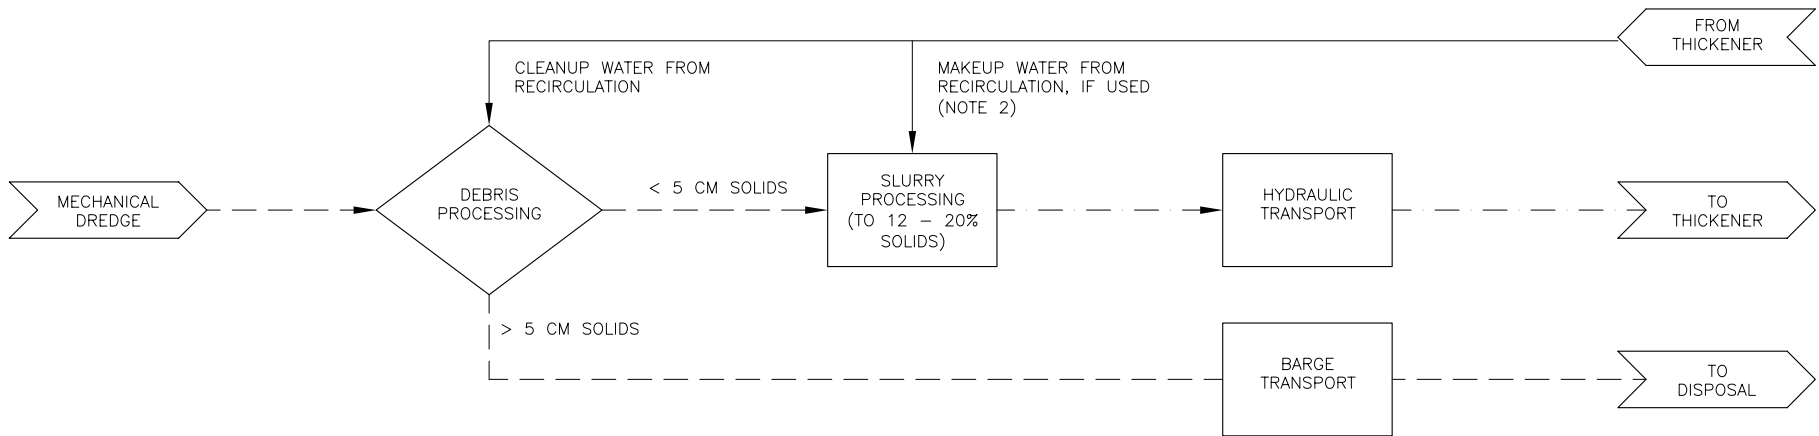 FROM
THICKENER
CLEANUP WATER FROM
RECIRCULATION
MAKEUP WATER FROM
RECIRCULATION, IF USED
(NOTE 2)
MECHANICAL
DREDGE
DEBRIS
PROCESSING
< 5 CM SOLIDS
SLURRY
PROCESSING
(TO 12 – 20%
SOLIDS)
HYDRAULIC
TRANSPORT
TO
THICKENER
> 5 CM SOLIDS
BARGE
TRANSPORT
TO
DISPOSAL